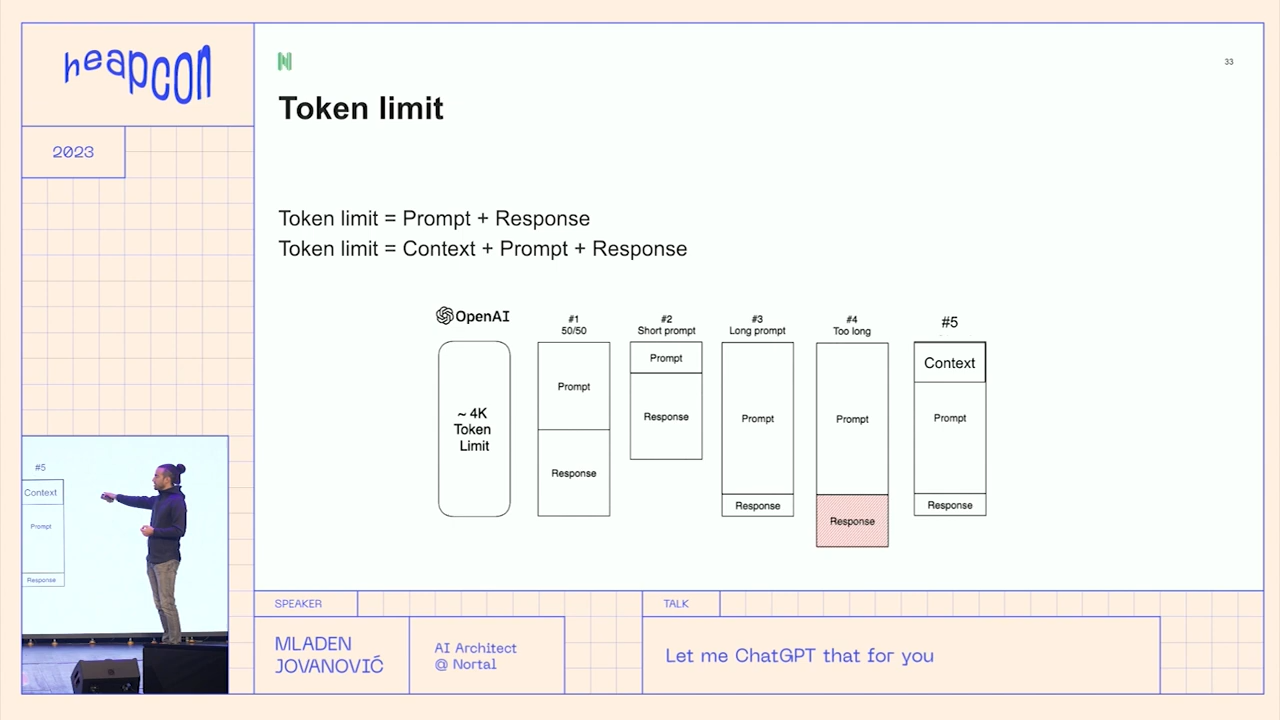 heapcon
2023
33
Token limit
Token limit = Prompt + Response
Token limit = Context + Prompt + Response
OpenAI
~ 4K
Token
Limit
#1
50/50
Prompt
Response
#2
Short prompt
Prompt
Response
#3
Long prompt
Prompt
Response
#4
Too long
Prompt
Response
#5
Context
Prompt
Response
#5
Context
Prompt
Response
SPEAKER
MLADEN
JOVANOVIĆ
AI Architect
@ Nortal
TALK
Let me ChatGPT that for you